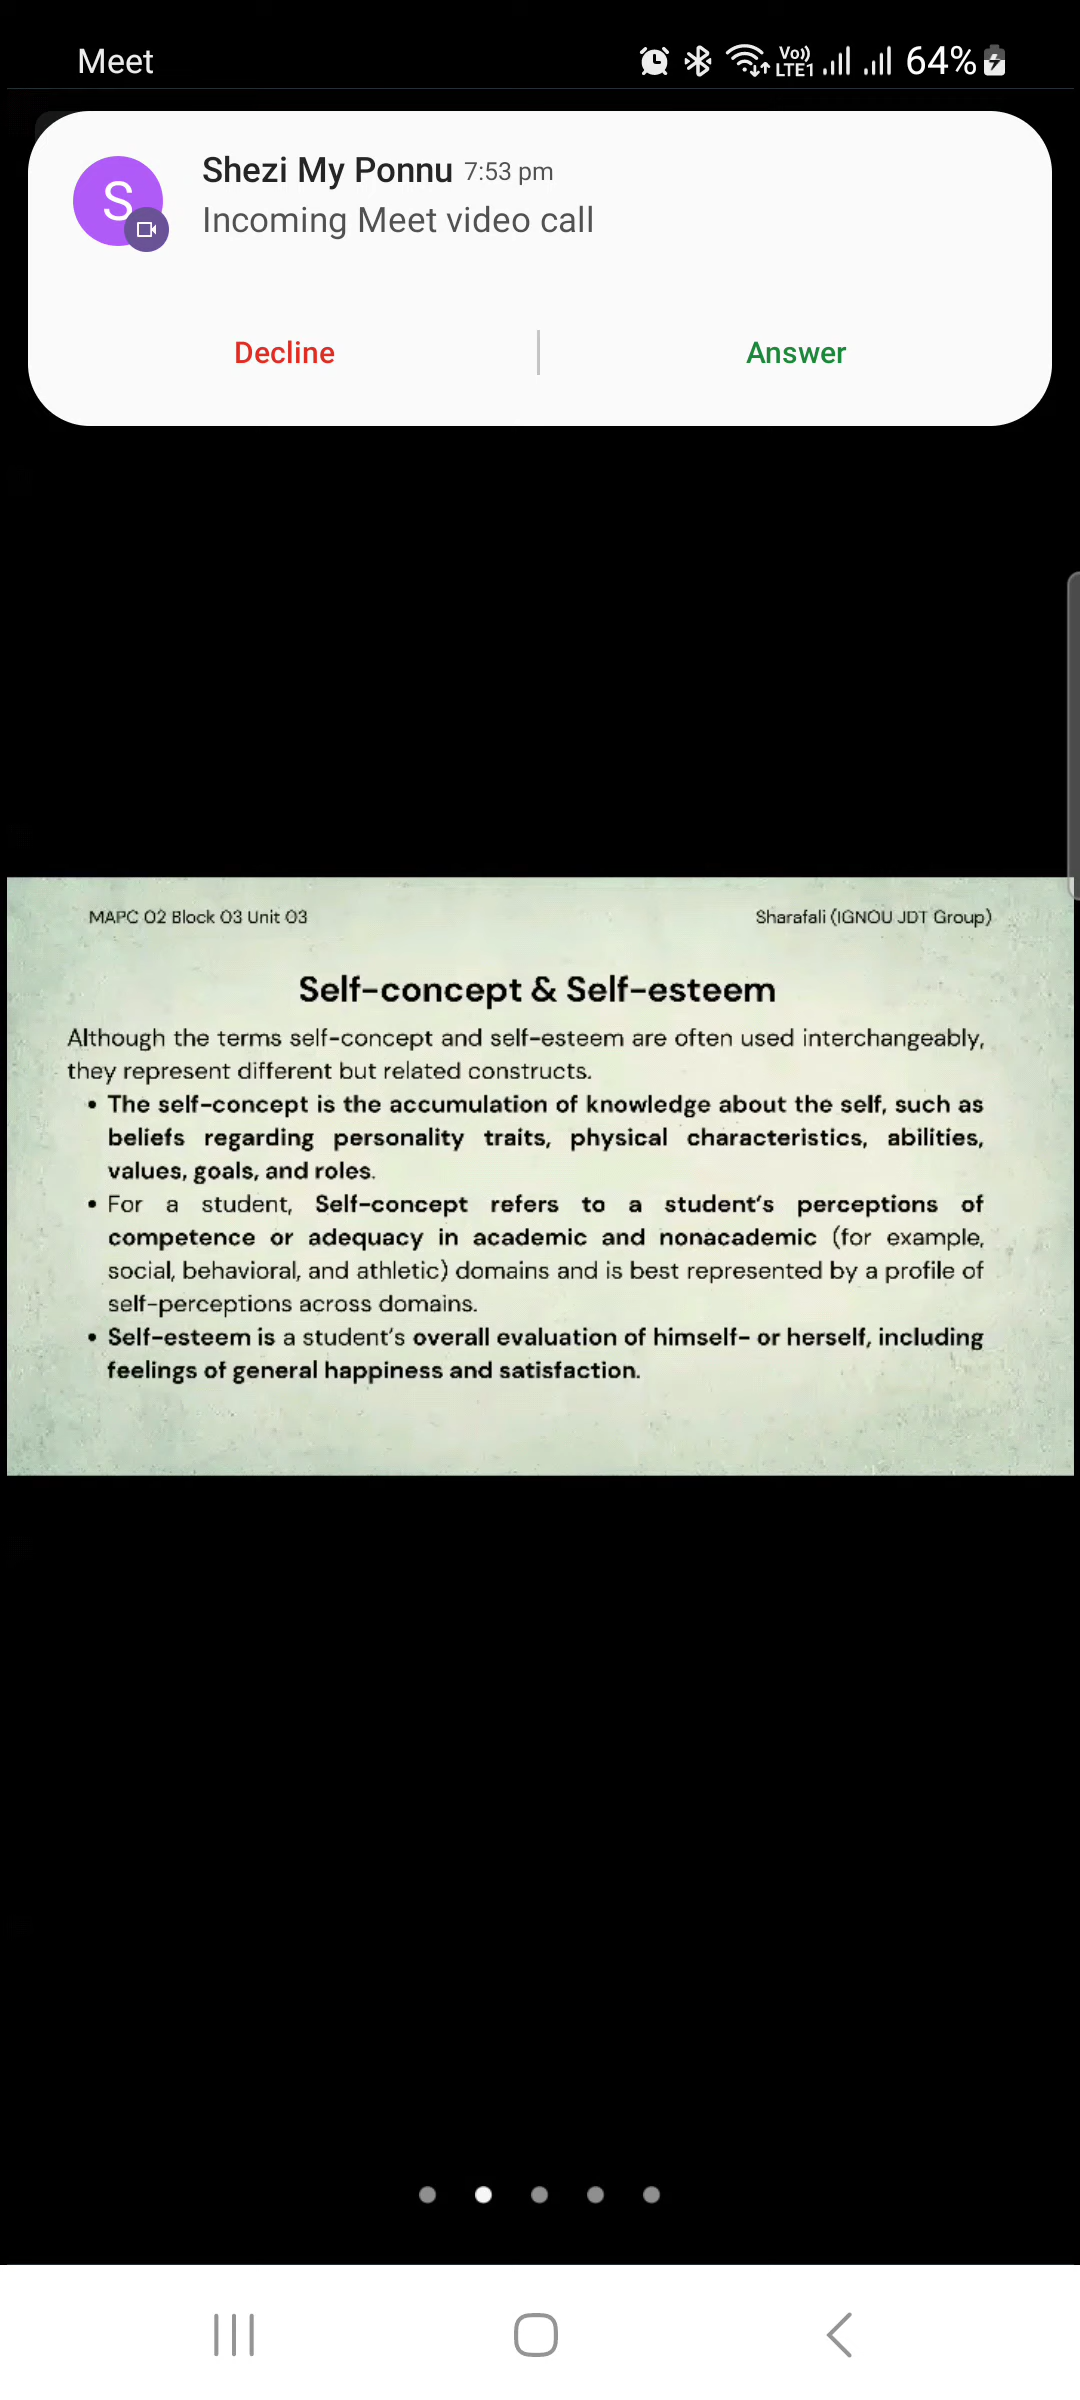 Meet
Vo)) LTE1 64%
Shezi My Ponnu 7:53 pm
S
Incoming Meet video call
Decline Answer
MAPC 02 Block 03 Unit 03 Sharafali (IGNOU JDT Group)
Self-concept & Self-esteem
Although the terms self-concept and self-esteem are often used interchangeably,
they represent different but related constructs.
• The self-concept is the accumulation of knowledge about the self, such as
beliefs regarding personality traits, physical characteristics, abilities,
values, goals, and roles.
• For a student, Self-concept refers to a student's perceptions of
competence or adequacy in academic and nonacademic (for example,
social, behavioral, and athletic) domains and is best represented by a profile of
self-perceptions across domains.
• Self-esteem is a student's overall evaluation of himself- or herself, including
feelings of general happiness and satisfaction.